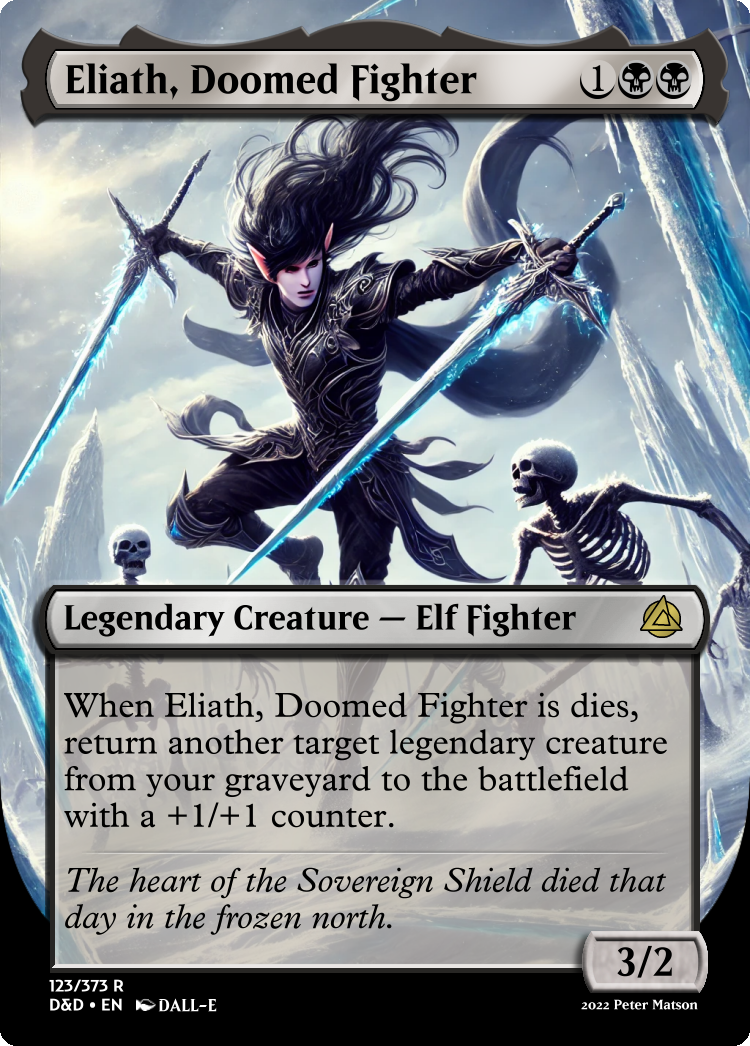 Eliath, Doomed Fighter 1
Legendary Creature — Elf Fighter
When Eliath, Doomed Fighter is dies,
return another target legendary creature
from your graveyard to the battlefield
with a +1/+1 counter.
The heart of the Sovereign Shield died that
day in the frozen north.
3/2
123/373 R
D&D • EN DALL-E
2022 Peter Matson